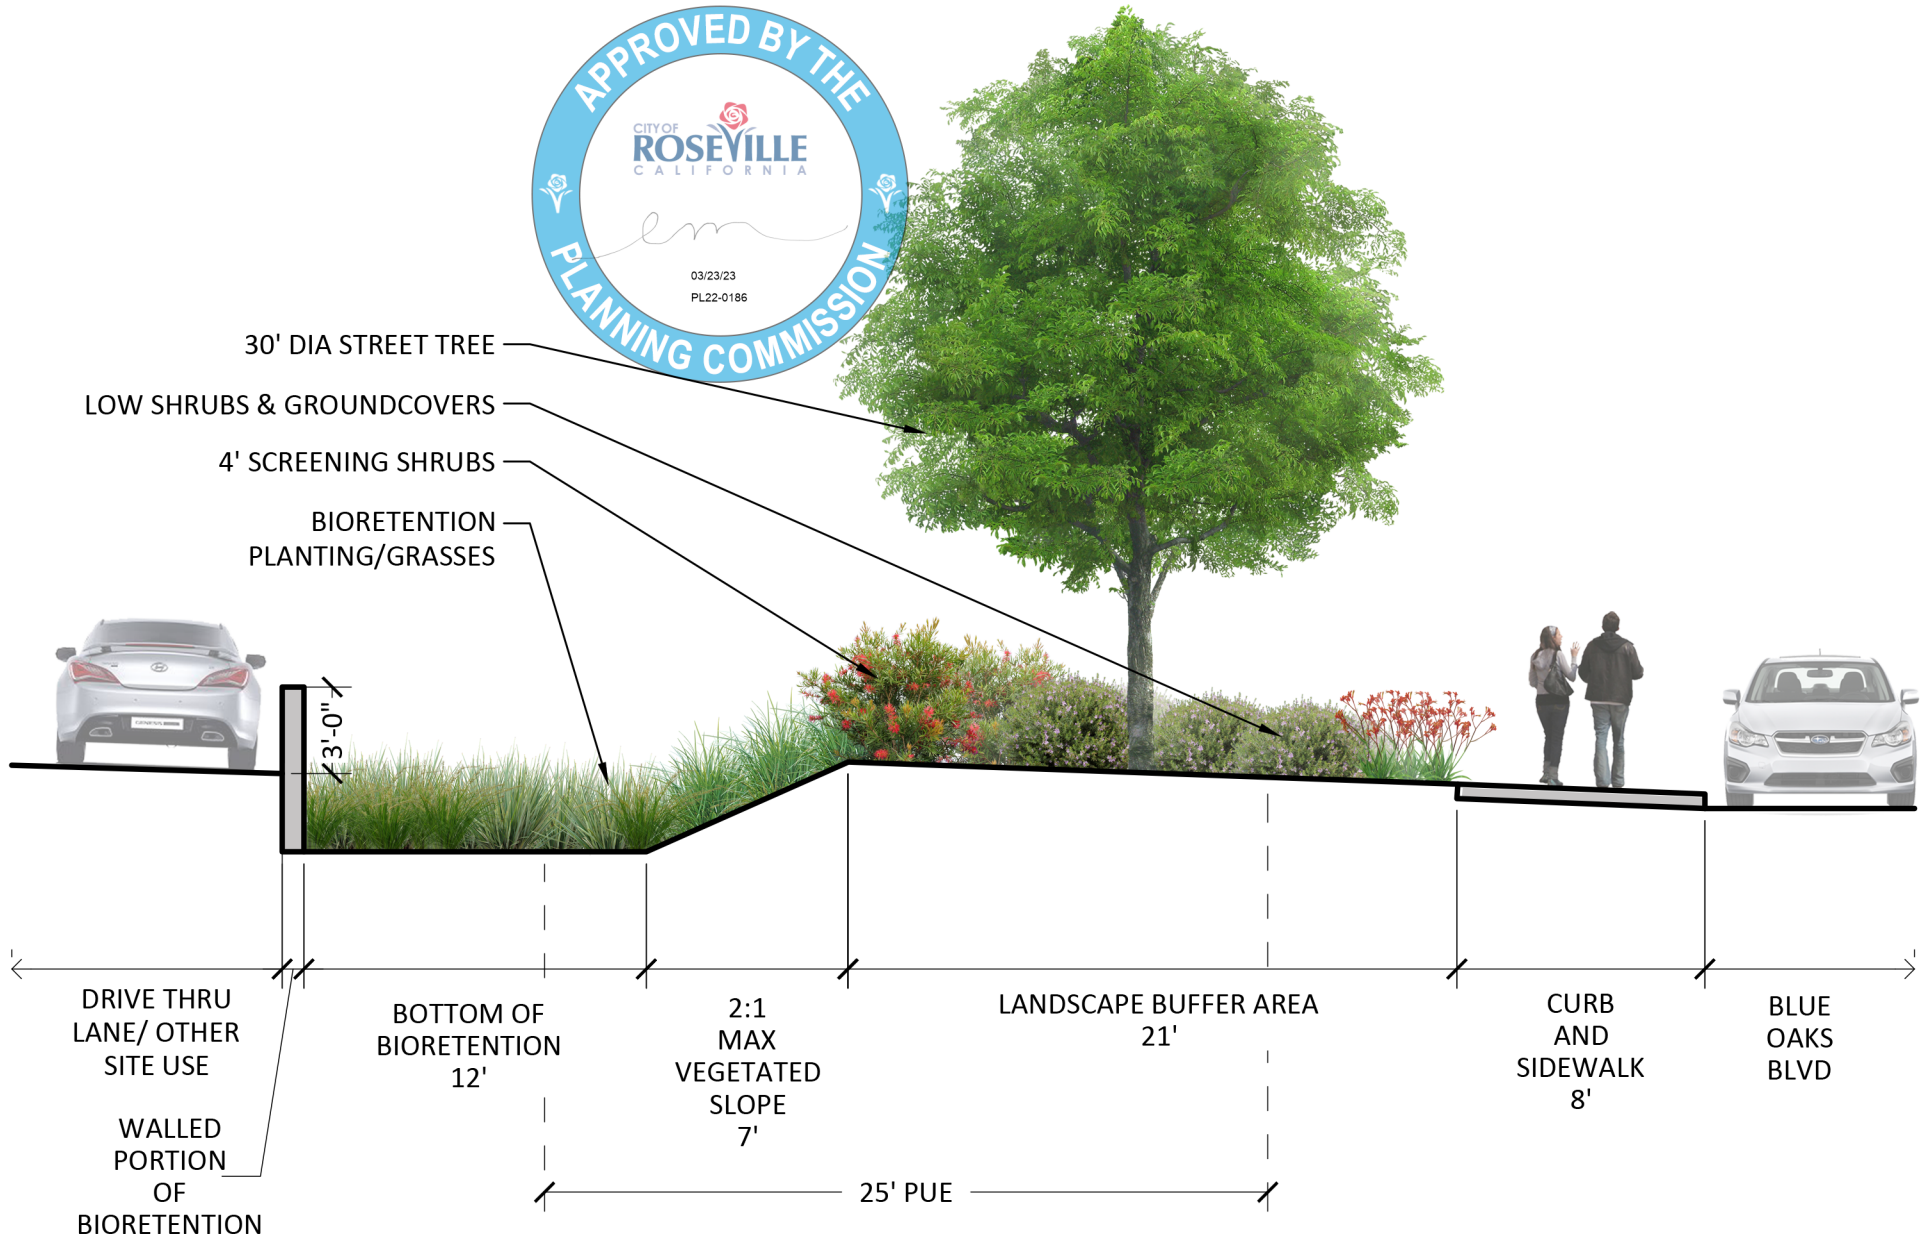 APPROVED BY THE
CITY OF
ROSEVILLE
CALIFORNIA
03/23/23
PL22-0186
PLANNING COMMISSION
30' DIA STREET TREE
LOW SHRUBS & GROUNDCOVERS
4' SCREENING SHRUBS
BIORETENTION
PLANTING/GRASSES
3'-0"
DRIVE THRU
LANE/ OTHER
SITE USE
WALLED
PORTION
OF
BIORETENTION
BOTTOM OF
BIORETENTION
12'
2:1
MAX
VEGETATED
SLOPE
7'
LANDSCAPE BUFFER AREA
21'
CURB
AND
SIDEWALK
8'
BLUE
OAKS
BLVD
25' PUE